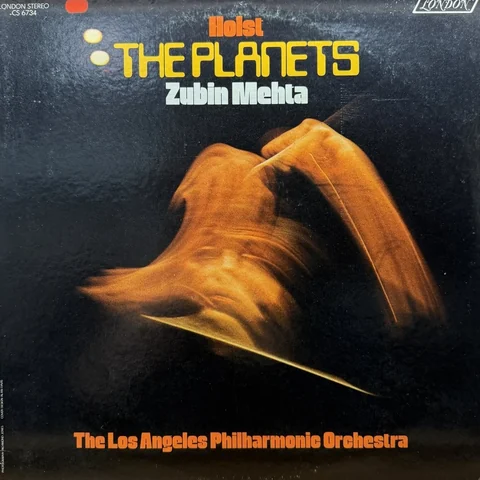 LONDON STEREO
CS 6734
LONDON
Holst
THE PLANETS
Zubin Mehta
The Los Angeles Philharmonic Orchestra